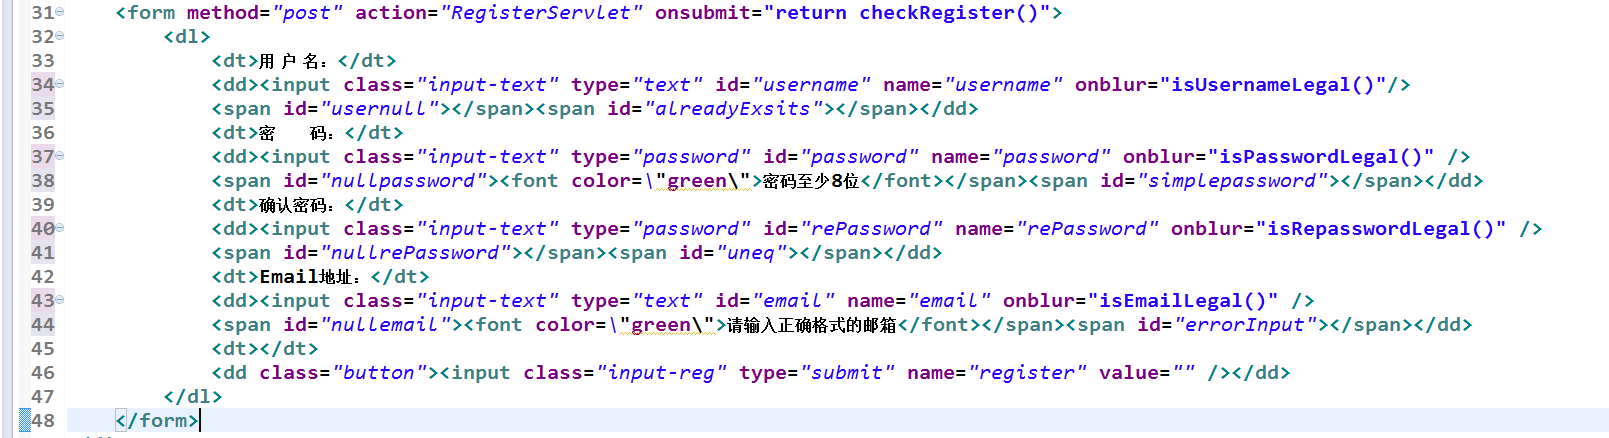 31 <form method="post" action="RegisterServlet" onsubmit="return checkRegister()">
32 <dl>
33 <dt>用 户 名：</dt>
34 <dd><input class="input-text" type="text" id="username" name="username" onblur="isUsernameLegal()"/>
35 <span id="usernull"></span><span id="alreadyExsits"></span></dd>
36 <dt>密    码：</dt>
37 <dd><input class="input-text" type="password" id="password" name="password" onblur="isPasswordLegal()" />
38 <span id="nullpassword"><font color=\"green\">密码至少8位</font></span><span id="simplepassword"></span></dd>
39 <dt>确认密码：</dt>
40 <dd><input class="input-text" type="password" id="rePassword" name="rePassword" onblur="isRepasswordLegal()" />
41 <span id="nullrePassword"></span><span id="uneq"></span></dd>
42 <dt>Email地址：</dt>
43 <dd><input class="input-text" type="text" id="email" name="email" onblur="isEmailLegal()" />
44 <span id="nullemail"><font color=\"green\">请输入正确格式的邮箱</font></span><span id="errorInput"></span></dd>
45 <dt></dt>
46 <dd class="button"><input class="input-reg" type="submit" name="register" value="" /></dd>
47 </dl>
48 </form>